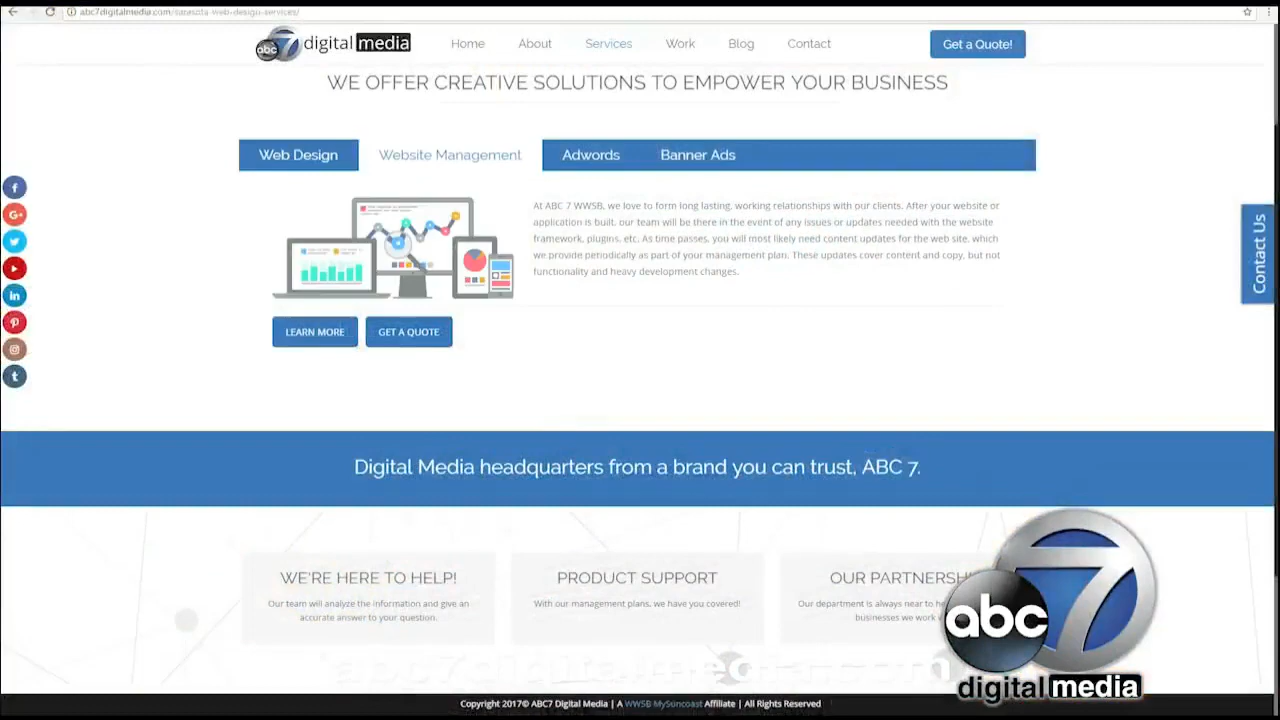 abc7digitalmedia.com/sarasota-web-design-services/
abc 7 digital media
Home About Services Work Blog Contact
Get a Quote!
WE OFFER CREATIVE SOLUTIONS TO EMPOWER YOUR BUSINESS
Web Design Website Management Adwords Banner Ads
At ABC 7 WWSB, we love to form long lasting, working relationships with our clients. After your website or
application is built, our team will be there in the event of any issues or updates needed with the website
framework, plugins, etc. As time passes, you will most likely need content updates for the web site, which
we provide periodically as part of your management plan. These updates cover content and copy, but not
functionality and heavy development changes.
LEARN MORE GET A QUOTE
Contact Us
Digital Media headquarters from a brand you can trust, ABC 7.
WE'RE HERE TO HELP!
Our team will analyze the information and give an
accurate answer to your question.
PRODUCT SUPPORT
With our management plans, we have you covered!
OUR PARTNERSH
Our department is always near to he
businesses we work
abc7digitalmedia.com
abc 7
digital media
Copyright 2017© ABC7 Digital Media | A WWSB MySuncoast Affiliate | All Rights Reserved